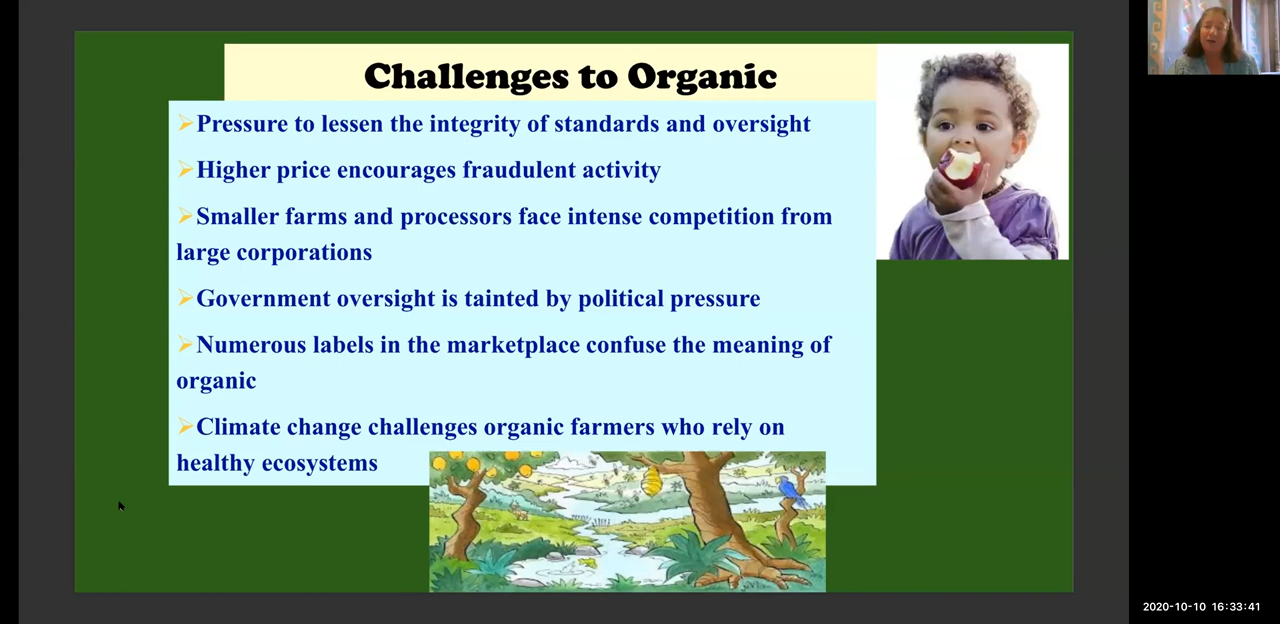 Challenges to Organic
Pressure to lessen the integrity of standards and oversight
Higher price encourages fraudulent activity
Smaller farms and processors face intense competition from
large corporations
Government oversight is tainted by political pressure
Numerous labels in the marketplace confuse the meaning of
organic
Climate change challenges organic farmers who rely on
healthy ecosystems
2020-10-10 16:33:41